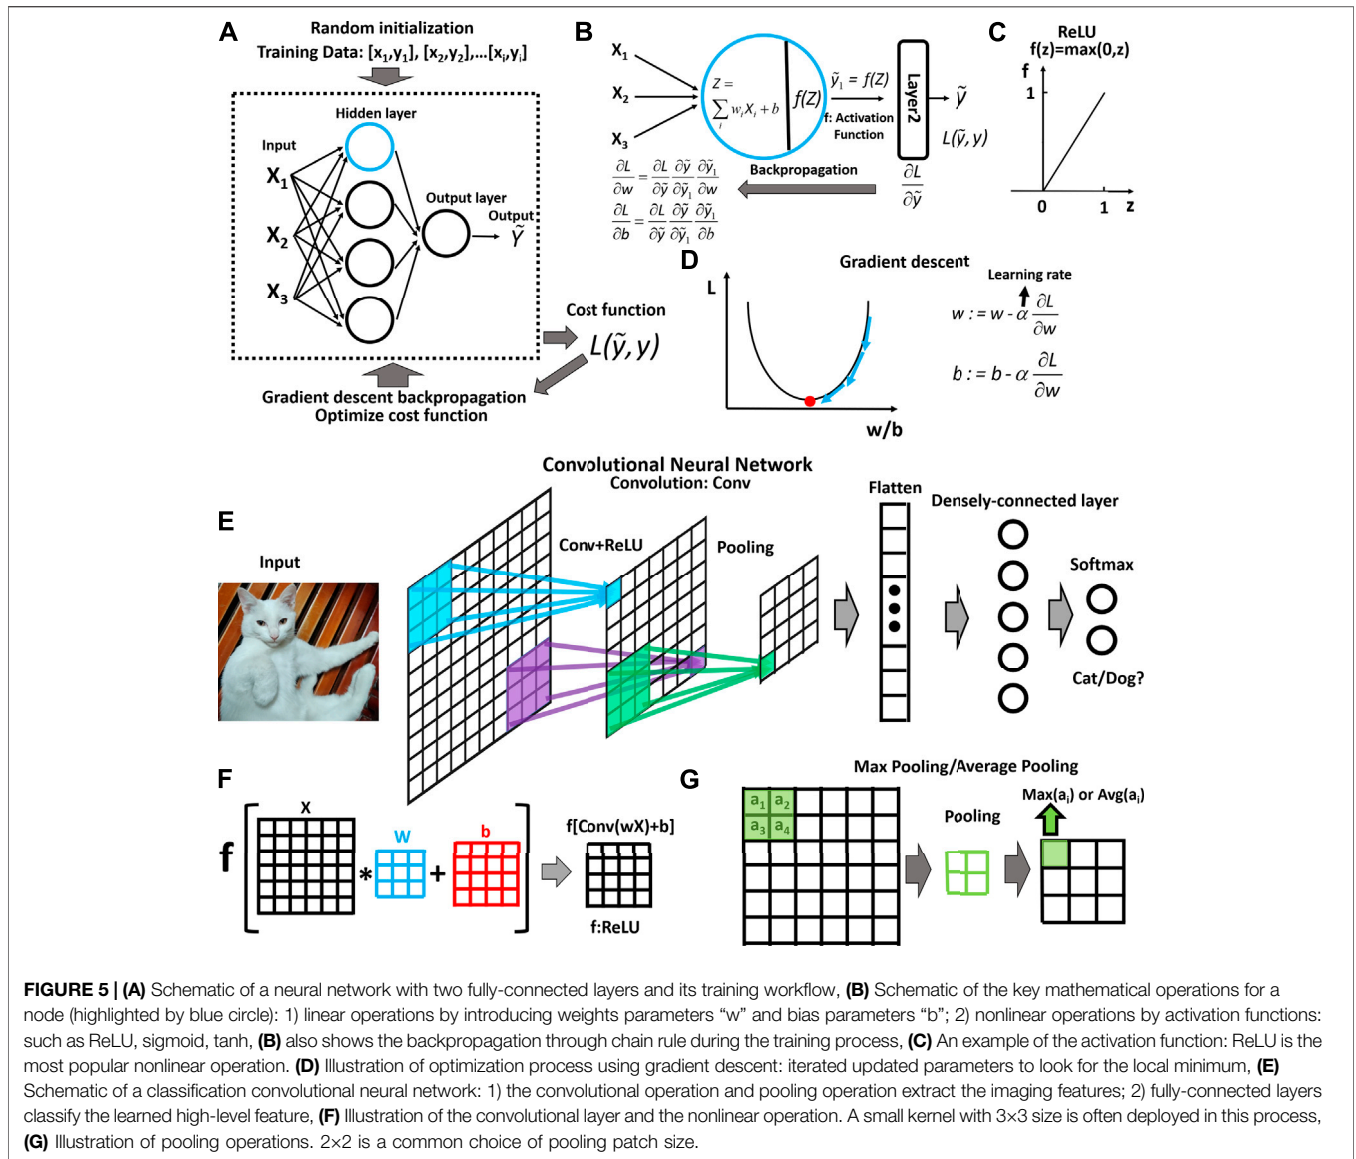 A
Random initialization
Training Data: [x₁,y₁], [x₂,y₂],...[xᵢ,yᵢ]
Hidden layer
Input
X₁
X₂
X₃
Output layer
Output
Ỹ
Cost function
L(ỹ, y)
Gradient descent backpropagation
Optimize cost function
B
X₁
X₂
X₃
Z =
∑ᵢ wᵢXᵢ + b
f(Z)
ỹ₁ = f(Z)
f: Activation
Function
Layer2
ỹ
L(ỹ, y)
Backpropagation
∂L/∂w = ∂L/∂ỹ ∂ỹ/∂ỹ₁ ∂ỹ₁/∂w
∂L/∂b = ∂L/∂ỹ ∂ỹ/∂ỹ₁ ∂ỹ₁/∂b
∂L/∂ỹ
C
ReLU
f(z)=max(0,z)
f
1
0
1
z
D
Gradient descent
L
w/b
Learning rate
w := w - α ∂L/∂w
b := b - α ∂L/∂w
Convolutional Neural Network
Convolution: Conv
E
Input
Conv+ReLU
Pooling
Flatten
Densely-connected layer
Softmax
Cat/Dog?
F
f
X
*
W
+
b
f[Conv(wX)+b]
f:ReLU
G
Max Pooling/Average Pooling
a₁ a₂
a₃ a₄
Pooling
Max(aᵢ) or Avg(aᵢ)
FIGURE 5 | (A) Schematic of a neural network with two fully-connected layers and its training workflow, (B) Schematic of the key mathematical operations for a
node (highlighted by blue circle): 1) linear operations by introducing weights parameters “w” and bias parameters “b”; 2) nonlinear operations by activation functions:
such as ReLU, sigmoid, tanh, (B) also shows the backpropagation through chain rule during the training process, (C) An example of the activation function: ReLU is the
most popular nonlinear operation. (D) Illustration of optimization process using gradient descent: iterated updated parameters to look for the local minimum, (E)
Schematic of a classification convolutional neural network: 1) the convolutional operation and pooling operation extract the imaging features; 2) fully-connected layers
classify the learned high-level feature, (F) Illustration of the convolutional layer and the nonlinear operation. A small kernel with 3×3 size is often deployed in this process,
(G) Illustration of pooling operations. 2×2 is a common choice of pooling patch size.